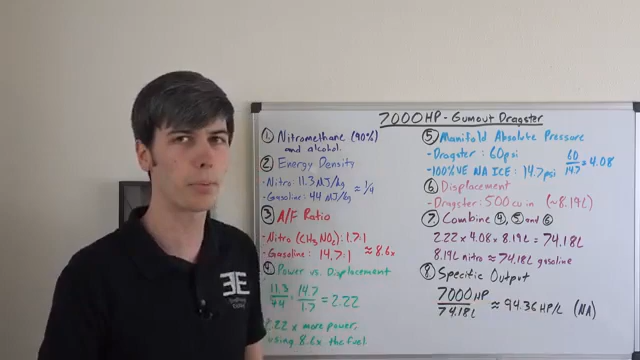 7000HP - Gumout Dragster
① Nitromethane (90%)
and alcohol.
② Energy Density
- Nitro: 11.3 MJ/kg
- Gasoline: 44 MJ/kg
≈ 1/4
③ A/F Ratio
- Nitro (CH₃NO₂): 1.7:1
- Gasoline: 14.7:1
≈ 8.6x
④ Power vs. Displacement
11.3/44 · 14.7/1.7 = 2.22
2.22 x more power,
using 8.6x the fuel
⑤ Manifold Absolute Pressure
- Dragster: 60psi
- 100% VE NA ICE: 14.7 psi
60/14.7 = 4.08
⑥ Displacement
- Dragster: 500 cu in (~8.19L)
⑦ Combine ④, ⑤ and ⑥
2.22 x 4.08 x 8.19L = 74.18L
8.19L nitro ≈ 74.18L gasoline
⑧ Specific Output
7000HP/74.18L ≈ 94.36 HP/L (NA)